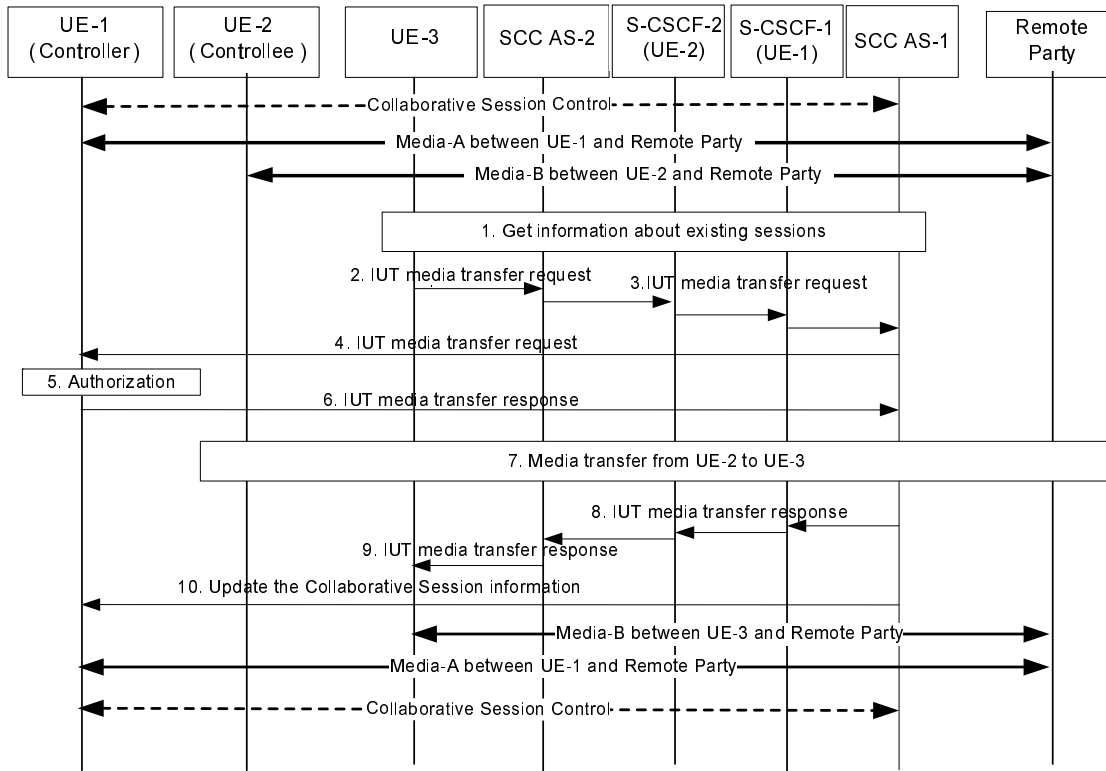 UE-1
( Controller )
UE-2
( Controllee )
UE-3
SCC AS-2
S-CSCF-2
(UE-2)
S-CSCF-1
(UE-1)
SCC AS-1
Remote
Party
Collaborative Session Control
Media-A between UE-1 and Remote Party
Media-B between UE-2 and Remote Party
1. Get information about existing sessions
2. IUT media transfer request
3.IUT media transfer request
4. IUT media transfer request
5. Authorization
6. IUT media transfer response
7. Media transfer from UE-2 to UE-3
8. IUT media transfer response
9. IUT media transfer response
10. Update the Collaborative Session information
Media-B between UE-3 and Remote Party
Media-A between UE-1 and Remote Party
Collaborative Session Control